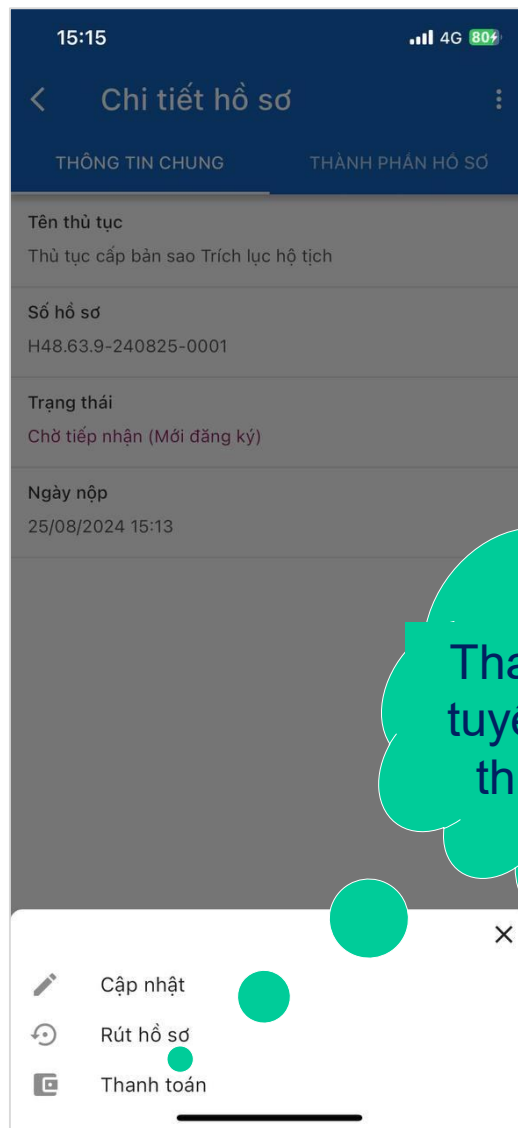 15:15 4G 80
Chi tiết hồ sơ
THÔNG TIN CHUNG THÀNH PHẦN HỒ SƠ
Tên thủ tục
Thủ tục cấp bản sao Trích lục hộ tịch
Số hồ sơ
H48.63.9-240825-0001
Trạng thái
Chờ tiếp nhận (Mới đăng ký)
Ngày nộp
25/08/2024 15:13
Cập nhật
Rút hồ sơ
Thanh toán